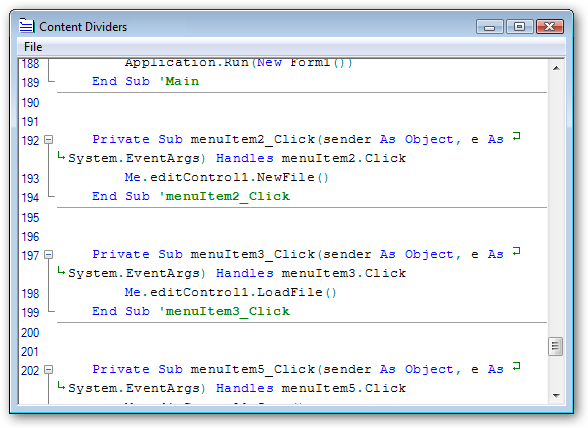 Content Dividers
File
188 Application.Run(New Form1())
189 End Sub 'Main
190
191
192 Private Sub menuItem2_Click(sender As Object, e As
System.EventArgs) Handles menuItem2.Click
193 Me.editControl1.NewFile()
194 End Sub 'menuItem2_Click
195
196
197 Private Sub menuItem3_Click(sender As Object, e As
System.EventArgs) Handles menuItem3.Click
198 Me.editControl1.LoadFile()
199 End Sub 'menuItem3_Click
200
201
202 Private Sub menuItem5_Click(sender As Object, e As
System.EventArgs) Handles menuItem5.Click